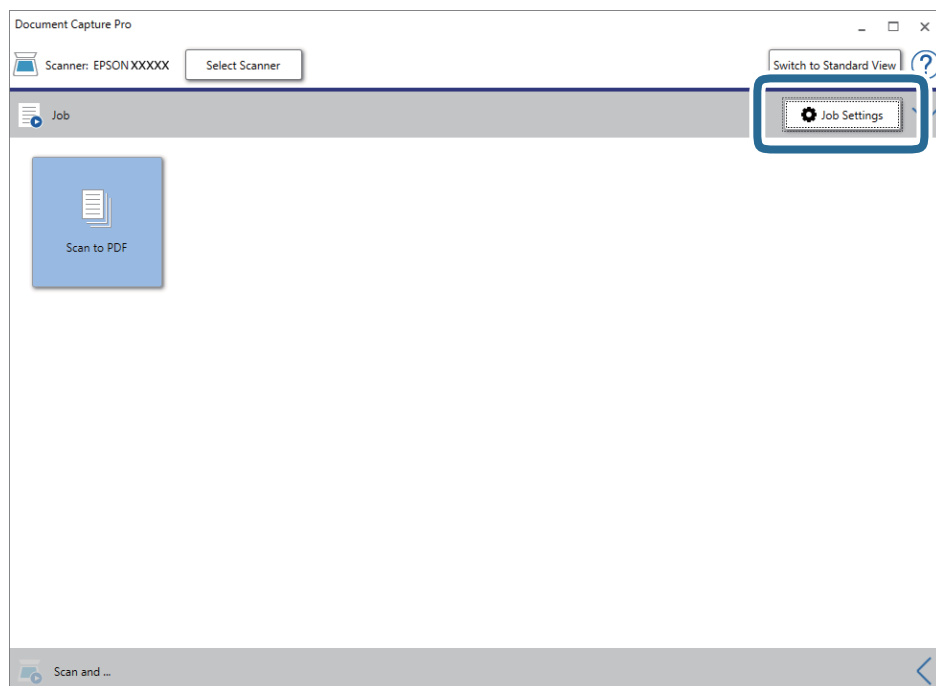 Document Capture Pro
Scanner: EPSON XXXXX
Select Scanner
Switch to Standard View
?
Job
Job Settings
Scan to PDF
Scan and ...